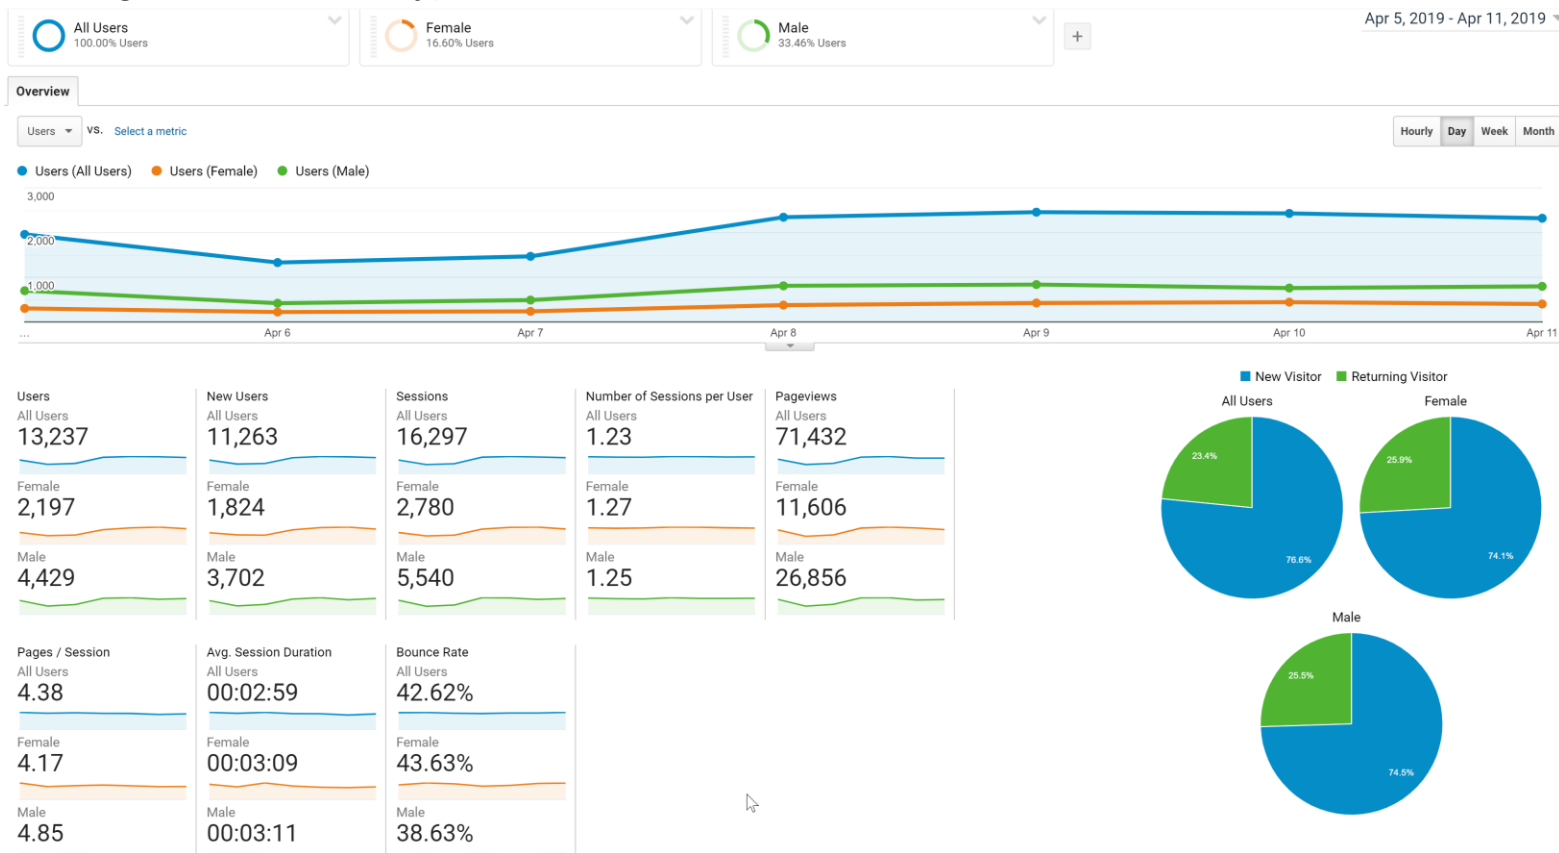 All Users
100.00% Users
Female
16.60% Users
Male
33.46% Users
+
Apr 5, 2019 - Apr 11, 2019
Overview
Users
VS.
Select a metric
Hourly
Day
Week
Month
Users (All Users)
Users (Female)
Users (Male)
3,000
2,000
1,000
...
Apr 6
Apr 7
Apr 8
Apr 9
Apr 10
Apr 11
Users
All Users
13,237
Female
2,197
Male
4,429
New Users
All Users
11,263
Female
1,824
Male
3,702
Sessions
All Users
16,297
Female
2,780
Male
5,540
Number of Sessions per User
All Users
1.23
Female
1.27
Male
1.25
Pageviews
All Users
71,432
Female
11,606
Male
26,856
Pages / Session
All Users
4.38
Female
4.17
Male
4.85
Avg. Session Duration
All Users
00:02:59
Female
00:03:09
Male
00:03:11
Bounce Rate
All Users
42.62%
Female
43.63%
Male
38.63%
New Visitor
Returning Visitor
All Users
23.4%
76.6%
Female
25.9%
74.1%
Male
25.5%
74.5%